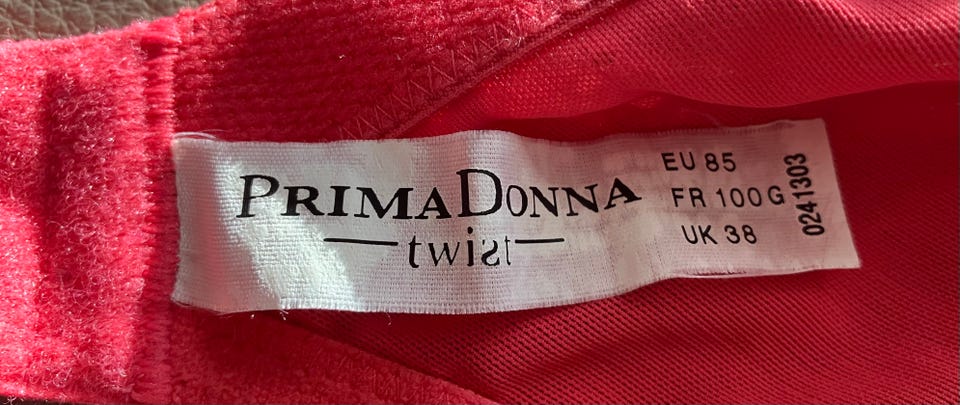 PRIMADONNA
twist
EU 85
FR 100 G
UK 38
0241303